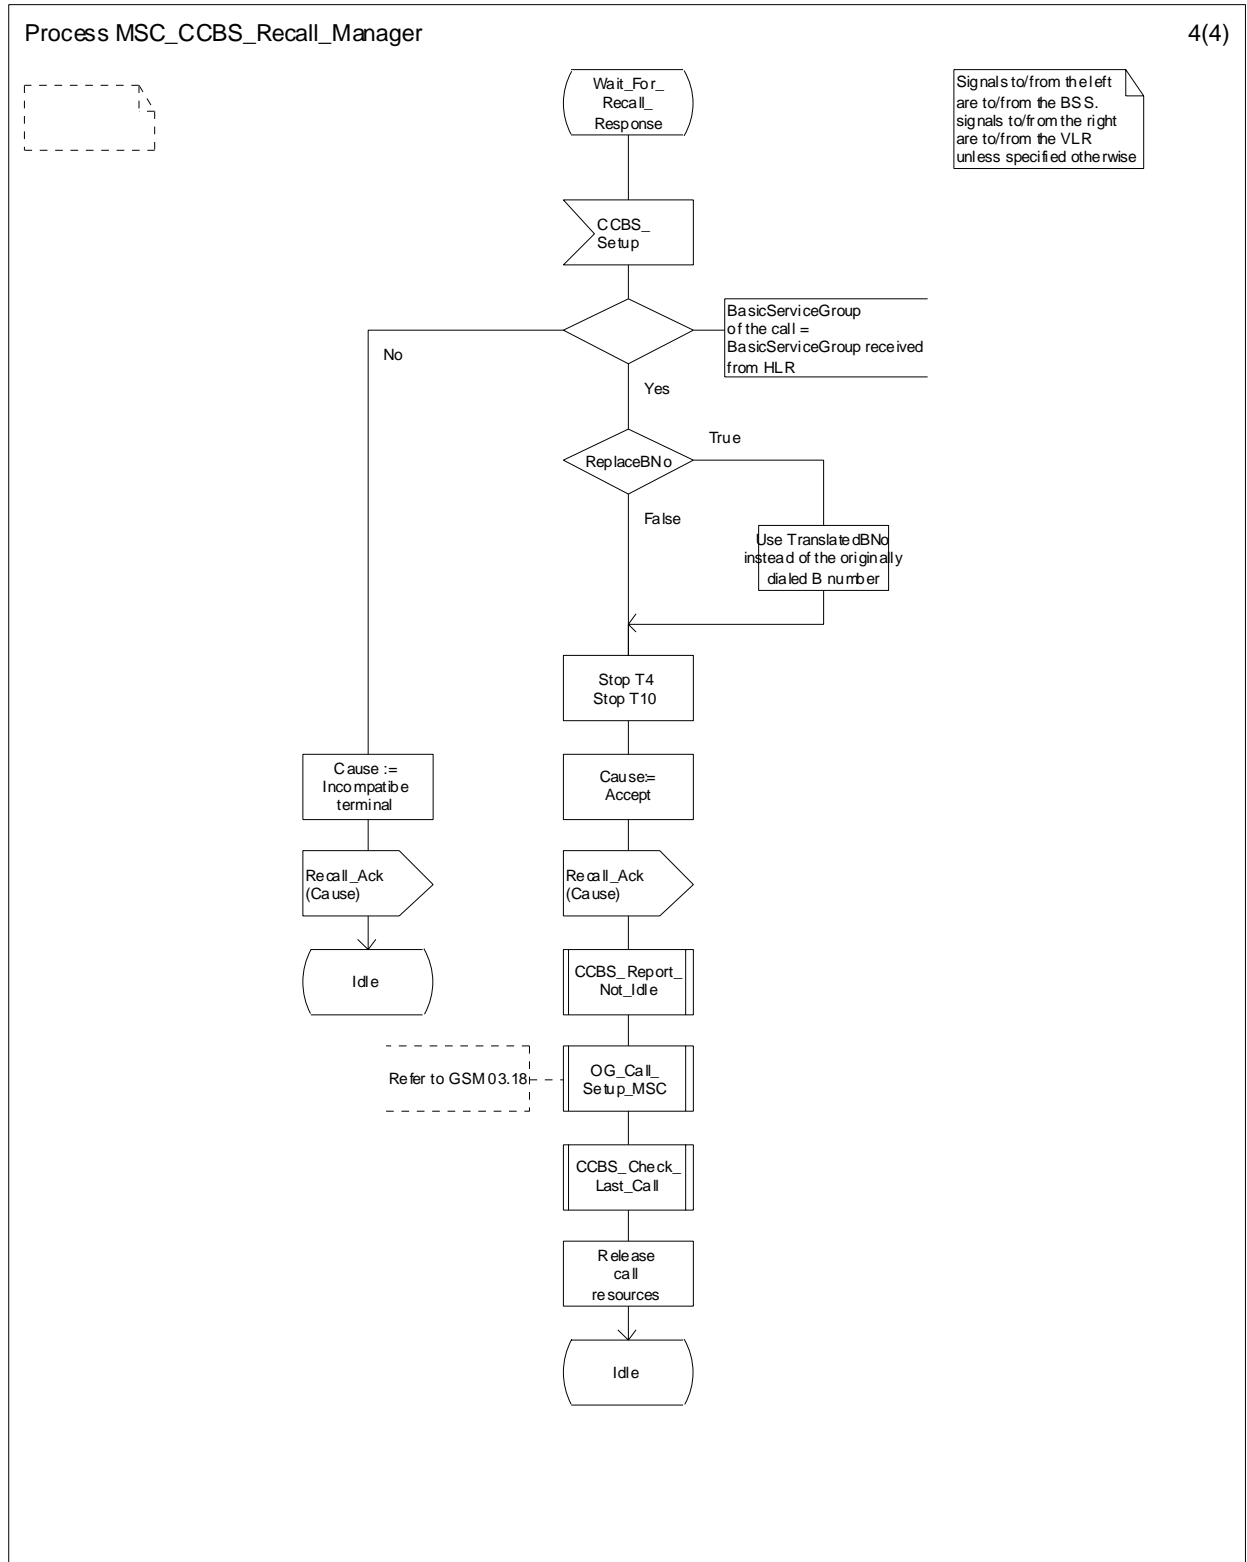 Process MSC_CCBS_Recall_Manager
4(4)
Wait_For_
Recall_
Response
Signals to/from the left
are to/from the BSS.
signals to/from the right
are to/from the VLR
unless specified otherwise
CCBS_
Setup
BasicServiceGroup
of the call =
BasicServiceGroup received
from HLR
No
Yes
True
ReplaceBNo
False
Use TranslatedBNo
instead of the originally
dialed B number
Stop T4
Stop T10
Cause :=
Incompatibe
terminal
Cause:=
Accept
Recall_Ack
(Cause)
Recall_Ack
(Cause)
Idle
CCBS_Report_
Not_Idle
Refer to GSM 03.18
OG_Call_
Setup_MSC
CCBS_Check_
Last_Call
Release
call
resources
Idle